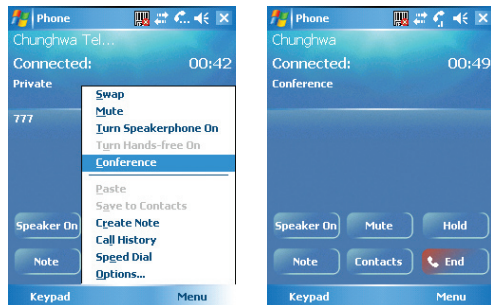 Phone
Chunghwa Tel...
Connected: 00:42
Private
777
Swap
Mute
Turn Speakerphone On
Turn Hands-free On
Conference
Paste
Save to Contacts
Create Note
Call History
Speed Dial
Options...
Speaker On
Note
Keypad Menu
Phone
Chunghwa
Connected: 00:49
Conference
Speaker On Mute Hold
Note Contacts End
Keypad Menu